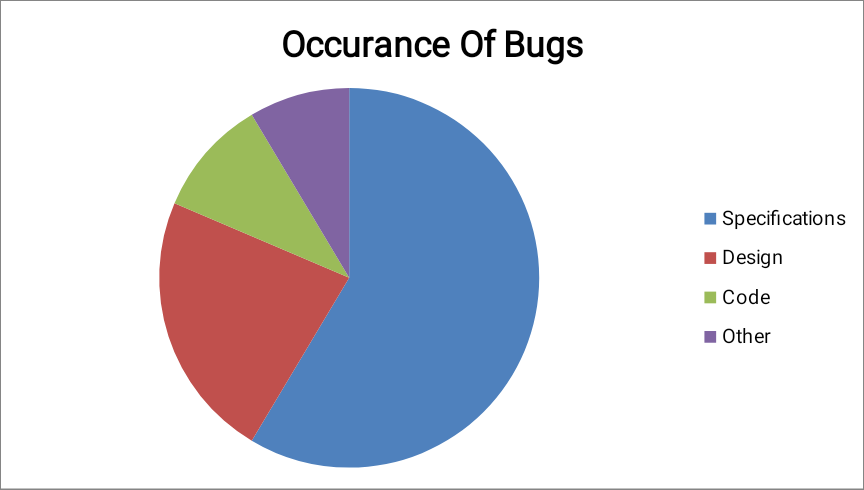 Occurance Of Bugs
Specifications
Design
Code
Other